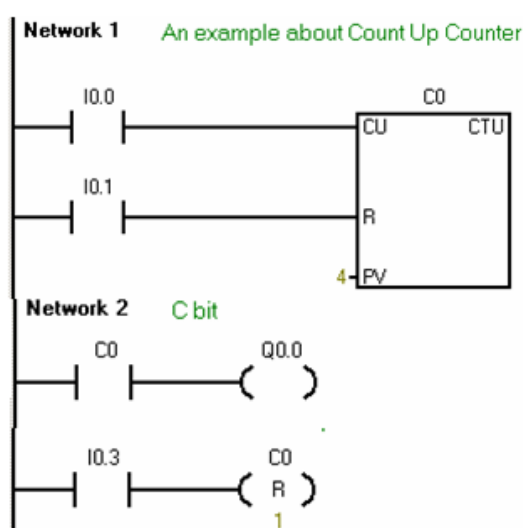 Network 1 An example about Count Up Counter
I0.0 C0
CU CTU
I0.1
R
4 PV
Network 2 C bit
C0 Q0.0
I0.3 C0
R
1